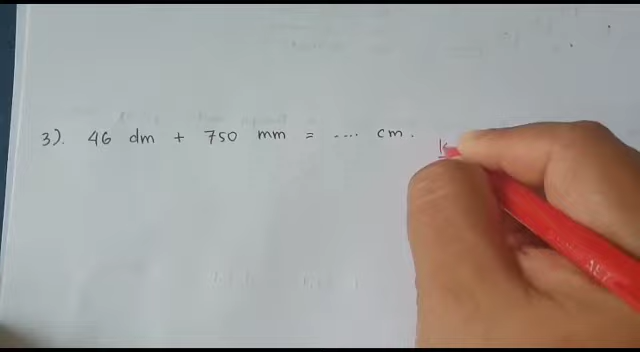 3). 46 dm + 750 mm = .... cm.